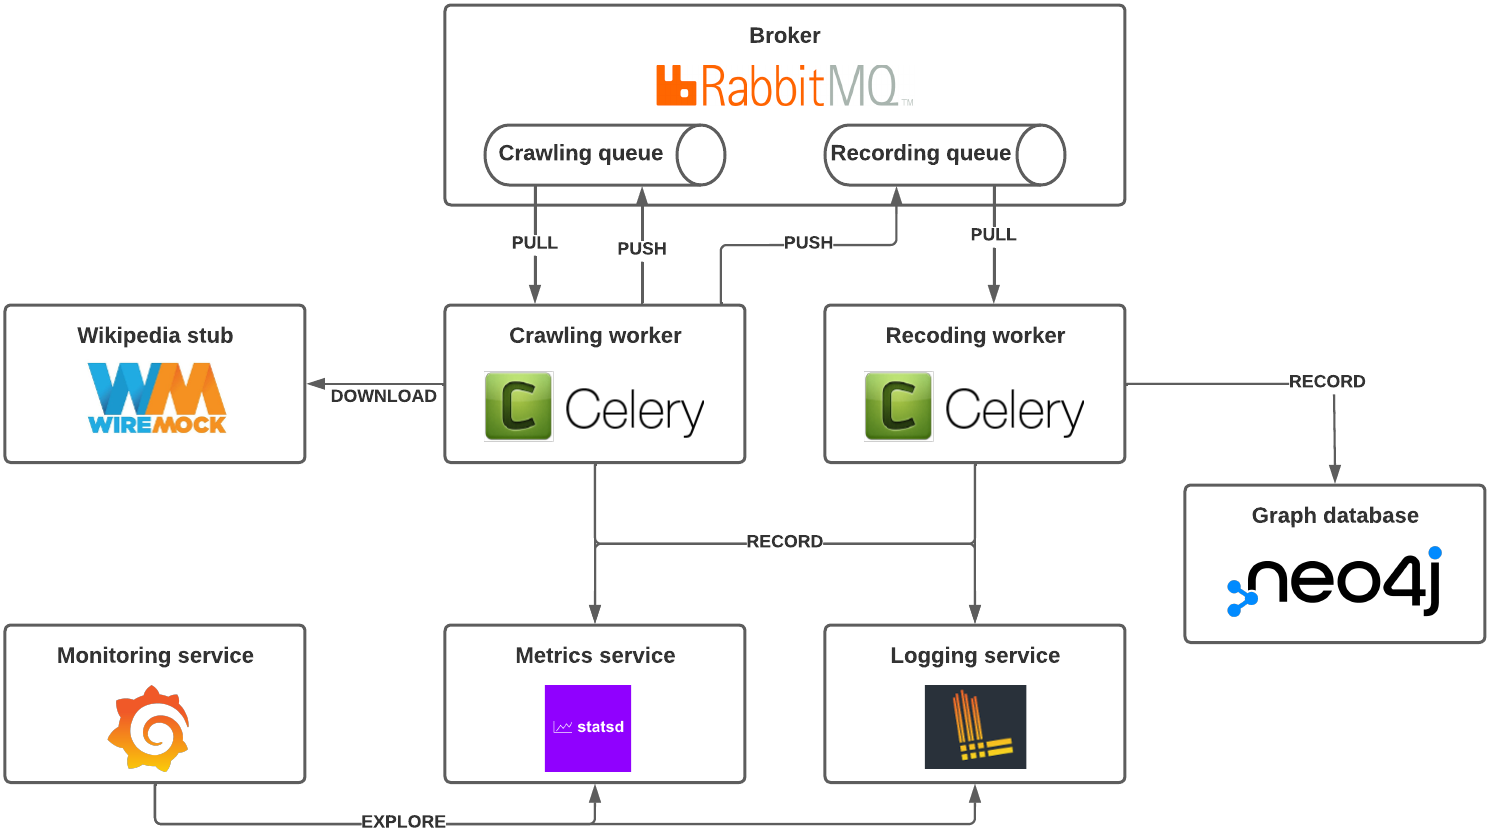 Broker
RabbitMQ™
Crawling queue
Recording queue
PULL
PUSH
PUSH
PULL
Wikipedia stub
WIREMOCK
DOWNLOAD
Crawling worker
C Celery
Recoding worker
C Celery
RECORD
RECORD
Graph database
neo4j
Monitoring service
Metrics service
statsd
Logging service
EXPLORE